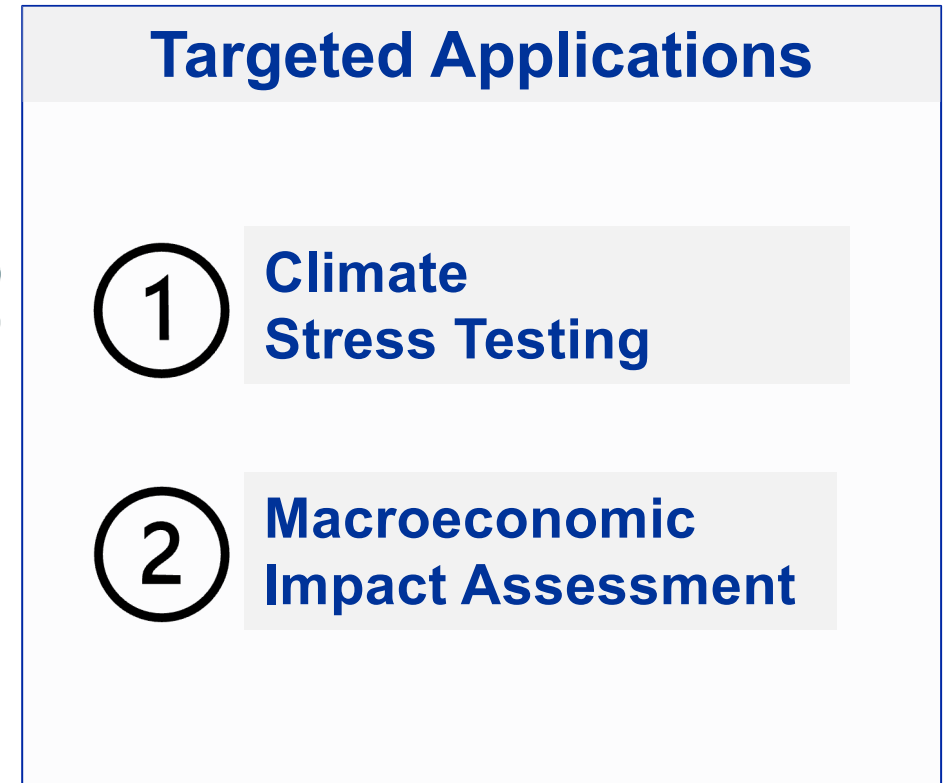 Targeted Applications
1
Climate
Stress Testing
2
Macroeconomic
Impact Assessment